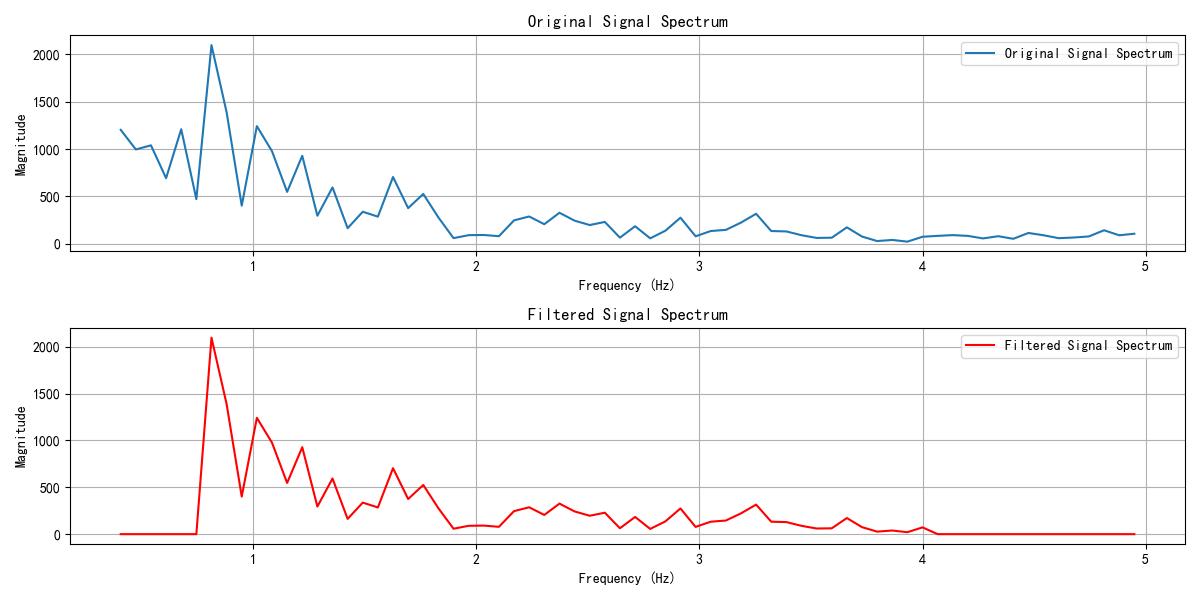 Original Signal Spectrum
Original Signal Spectrum
2000
1500
1000
500
0
Magnitude
1 2 3 4 5
Frequency (Hz)
Filtered Signal Spectrum
Filtered Signal Spectrum
2000
1500
1000
500
0
Magnitude
1 2 3 4 5
Frequency (Hz)